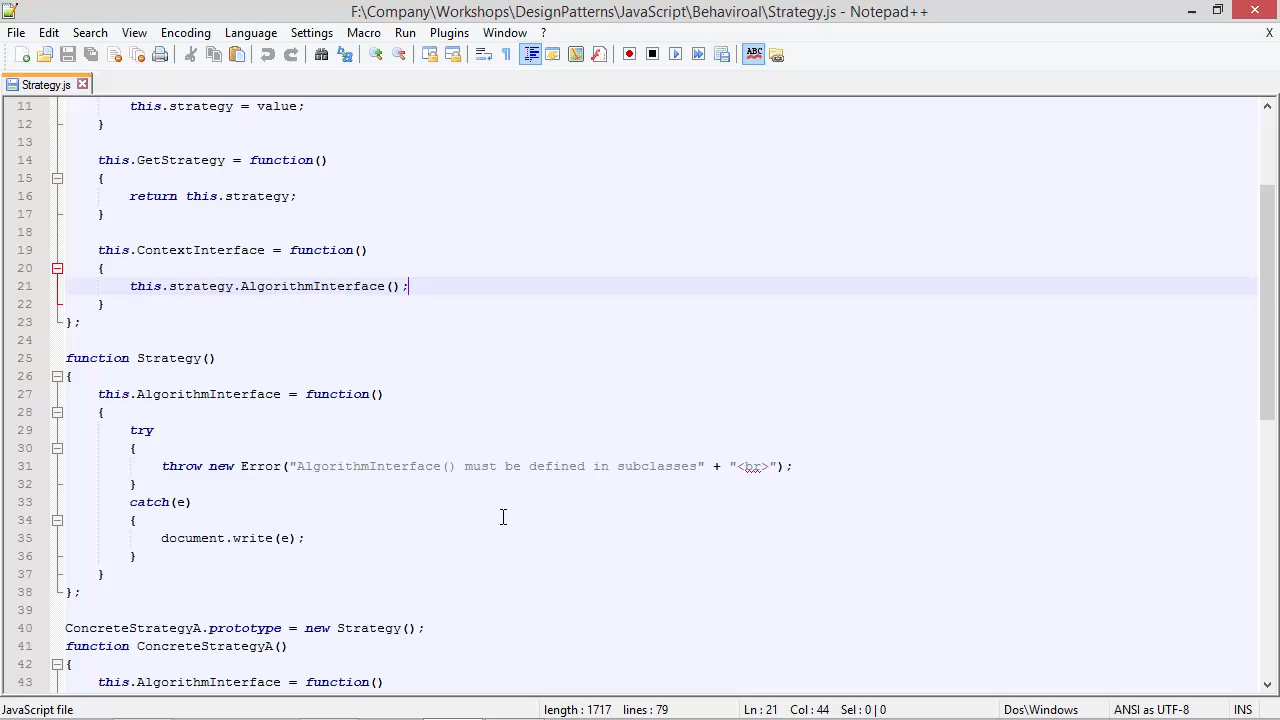 F:\Company\Workshops\DesignPatterns\JavaScript\Behaviroal\Strategy.js - Notepad++
File Edit Search View Encoding Language Settings Macro Run Plugins Window ? X
ABC
Strategy.js
11 this.strategy = value;
12 }
13
14 this.GetStrategy = function()
15 {
16 return this.strategy;
17 }
18
19 this.ContextInterface = function()
20 {
21 this.strategy.AlgorithmInterface();
22 }
23 };
24
25 function Strategy()
26 {
27 this.AlgorithmInterface = function()
28 {
29 try
30 {
31 throw new Error("AlgorithmInterface() must be defined in subclasses" + "<br>");
32 }
33 catch(e)
34 {
35 document.write(e);
36 }
37 }
38 };
39
40 ConcreteStrategyA.prototype = new Strategy();
41 function ConcreteStrategyA()
42 {
43 this.AlgorithmInterface = function()
JavaScript file length : 1717 lines : 79 Ln : 21 Col : 44 Sel : 0 | 0 Dos\Windows ANSI as UTF-8 INS